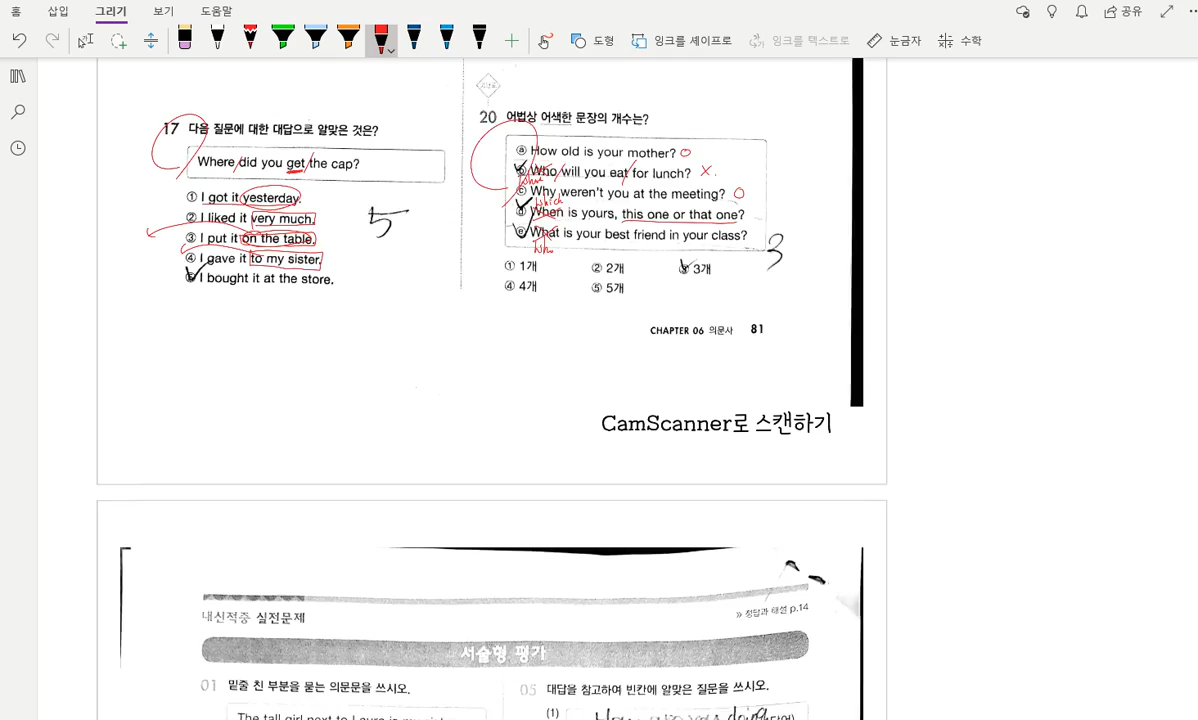 홈 삽입 그리기 보기 도움말 공유
도형 잉크를 셰이프로 잉크를 텍스트로 눈금자 수학
17 다음 질문에 대한 대답으로 알맞은 것은?
Where did you get the cap?
① I got it yesterday.
② I liked it very much.
③ I put it on the table.
④ I gave it to my sister.
⑤ I bought it at the store.
5
20 어법상 어색한 문장의 개수는?
ⓐ How old is your mother? O
ⓑ Who will you eat for lunch? X.
ⓒ Why weren't you at the meeting? O
which
ⓓ When is yours, this one or that one?
ⓔ What is your best friend in your class?
who
3
① 1개 ② 2개 ③ 3개
④ 4개 ⑤ 5개
CHAPTER 06 의문사 81
CamScanner로 스캔하기
내신적중 실전문제
» 정답과 해설 p.14
서술형 평가
01 밑줄 친 부분을 묻는 의문문을 쓰시오.
05 대답을 참고하여 빈칸에 알맞은 질문을 쓰시오.
(1)